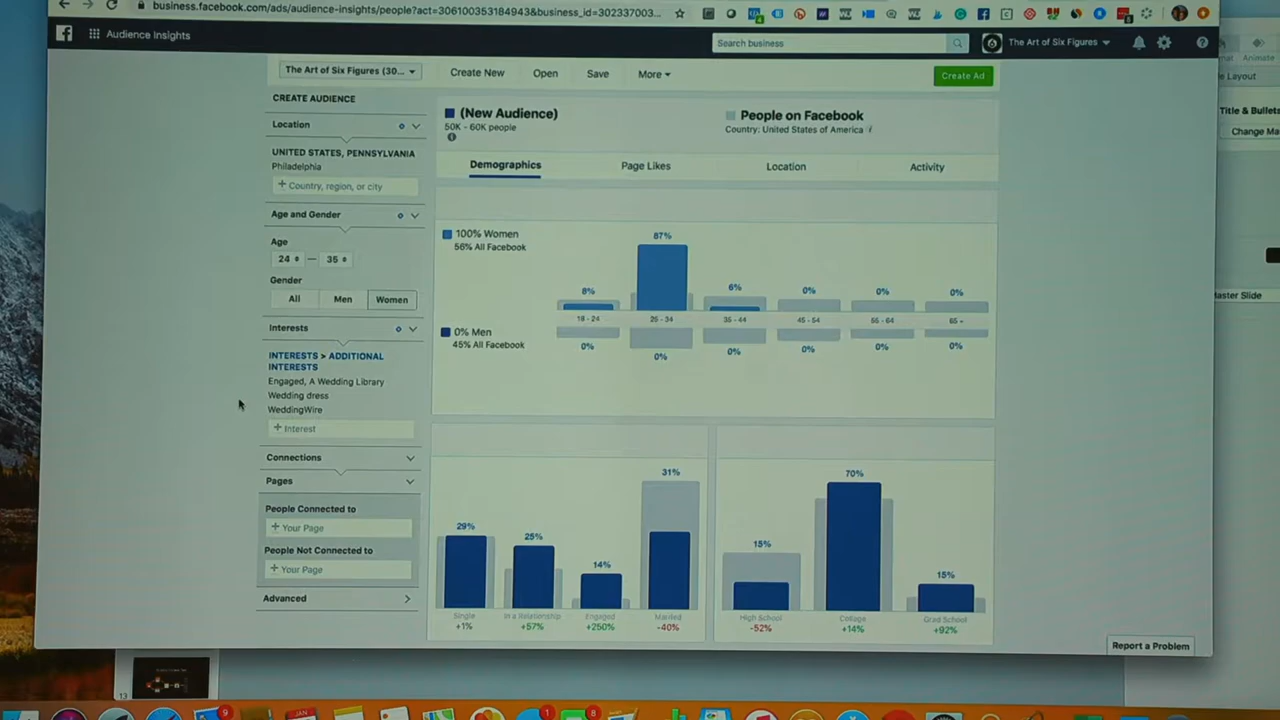 business.facebook.com/ads/audience-insights/people?act=306100353184943&business_id=302337003...
Audience Insights
Search business
The Art of Six Figures
The Art of Six Figures (30...
Create New
Open
Save
More
Create Ad
CREATE AUDIENCE
Location
UNITED STATES, PENNSYLVANIA
Philadelphia
+ Country, region, or city
Age and Gender
Age
24 — 35
Gender
All
Men
Women
Interests
INTERESTS > ADDITIONAL
INTERESTS
Engaged, A Wedding Library
Wedding dress
WeddingWire
+ Interest
Connections
Pages
People Connected to
+ Your Page
People Not Connected to
+ Your Page
Advanced
(New Audience)
50K - 60K people
People on Facebook
Country: United States of America
Demographics
Page Likes
Location
Activity
100% Women
56% All Facebook
8%
87%
6%
0%
0%
0%
18 - 24
25 - 34
35 - 44
45 - 54
55 - 64
65 +
0% Men
45% All Facebook
0%
0%
0%
0%
0%
0%
29%
25%
14%
31%
Single
In a Relationship
Engaged
Married
+1%
+57%
+250%
-40%
15%
70%
15%
High School
College
Grad School
-52%
+14%
+92%
Report a Problem
Animate
Layout
Title & Bullets
Change Ma
aster Slide
13
9
JAN
1
8